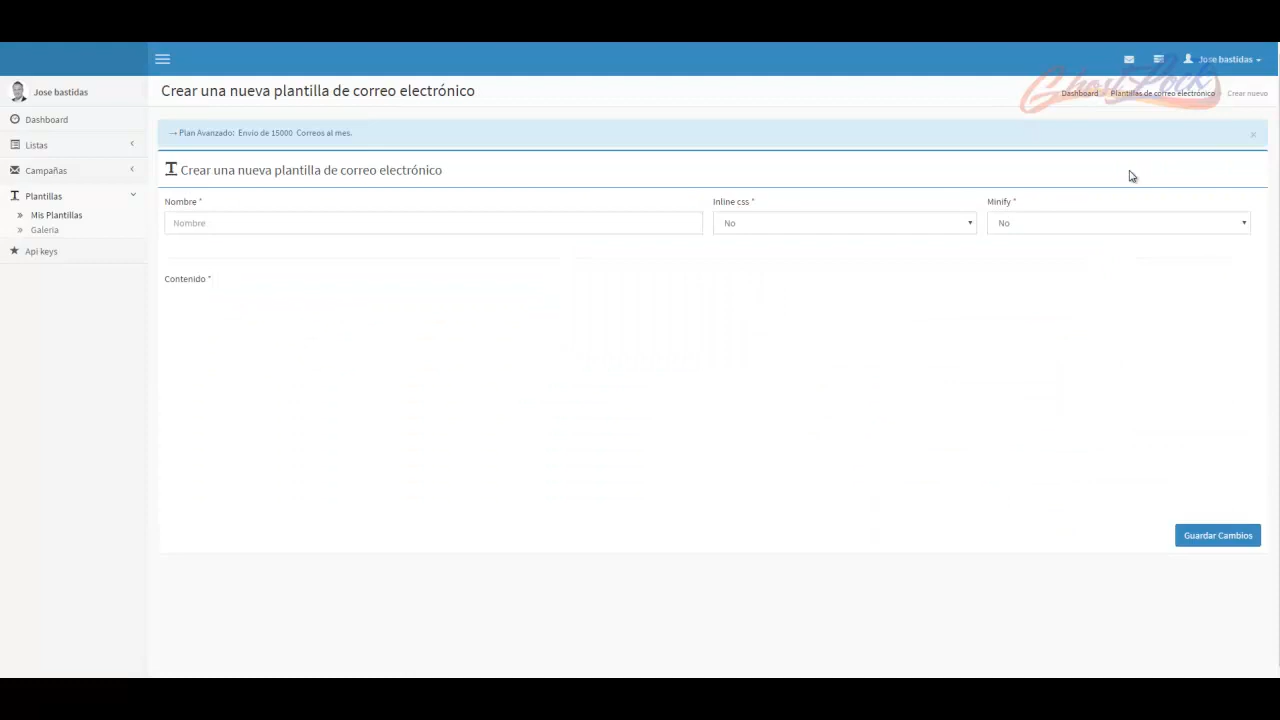 Jose bastidas
Jose bastidas
Crear una nueva plantilla de correo electrónico
Dashboard
Plantillas de correo electrónico
Crear nuevo
Dashboard
Listas
Campañas
Plantillas
» Mis Plantillas
» Galeria
Api keys
→ Plan Avanzado: Envio de 15000 Correos al mes.
×
Crear una nueva plantilla de correo electrónico
Nombre *
Inline css *
Minify *
Nombre
No
No
Contenido *
Guardar Cambios